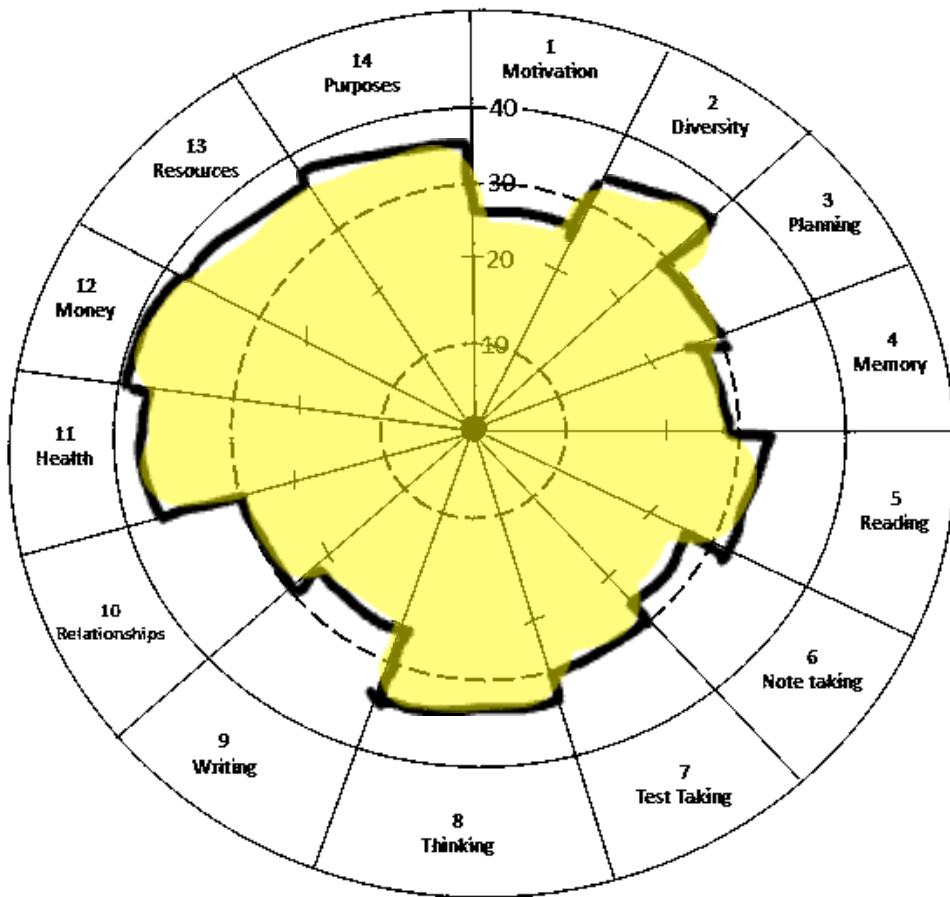 1
Motivation
2
Diversity
3
Planning
4
Memory
5
Reading
6
Note taking
7
Test Taking
8
Thinking
9
Writing
10
Relationships
11
Health
12
Money
13
Resources
14
Purposes
40
30
20
10